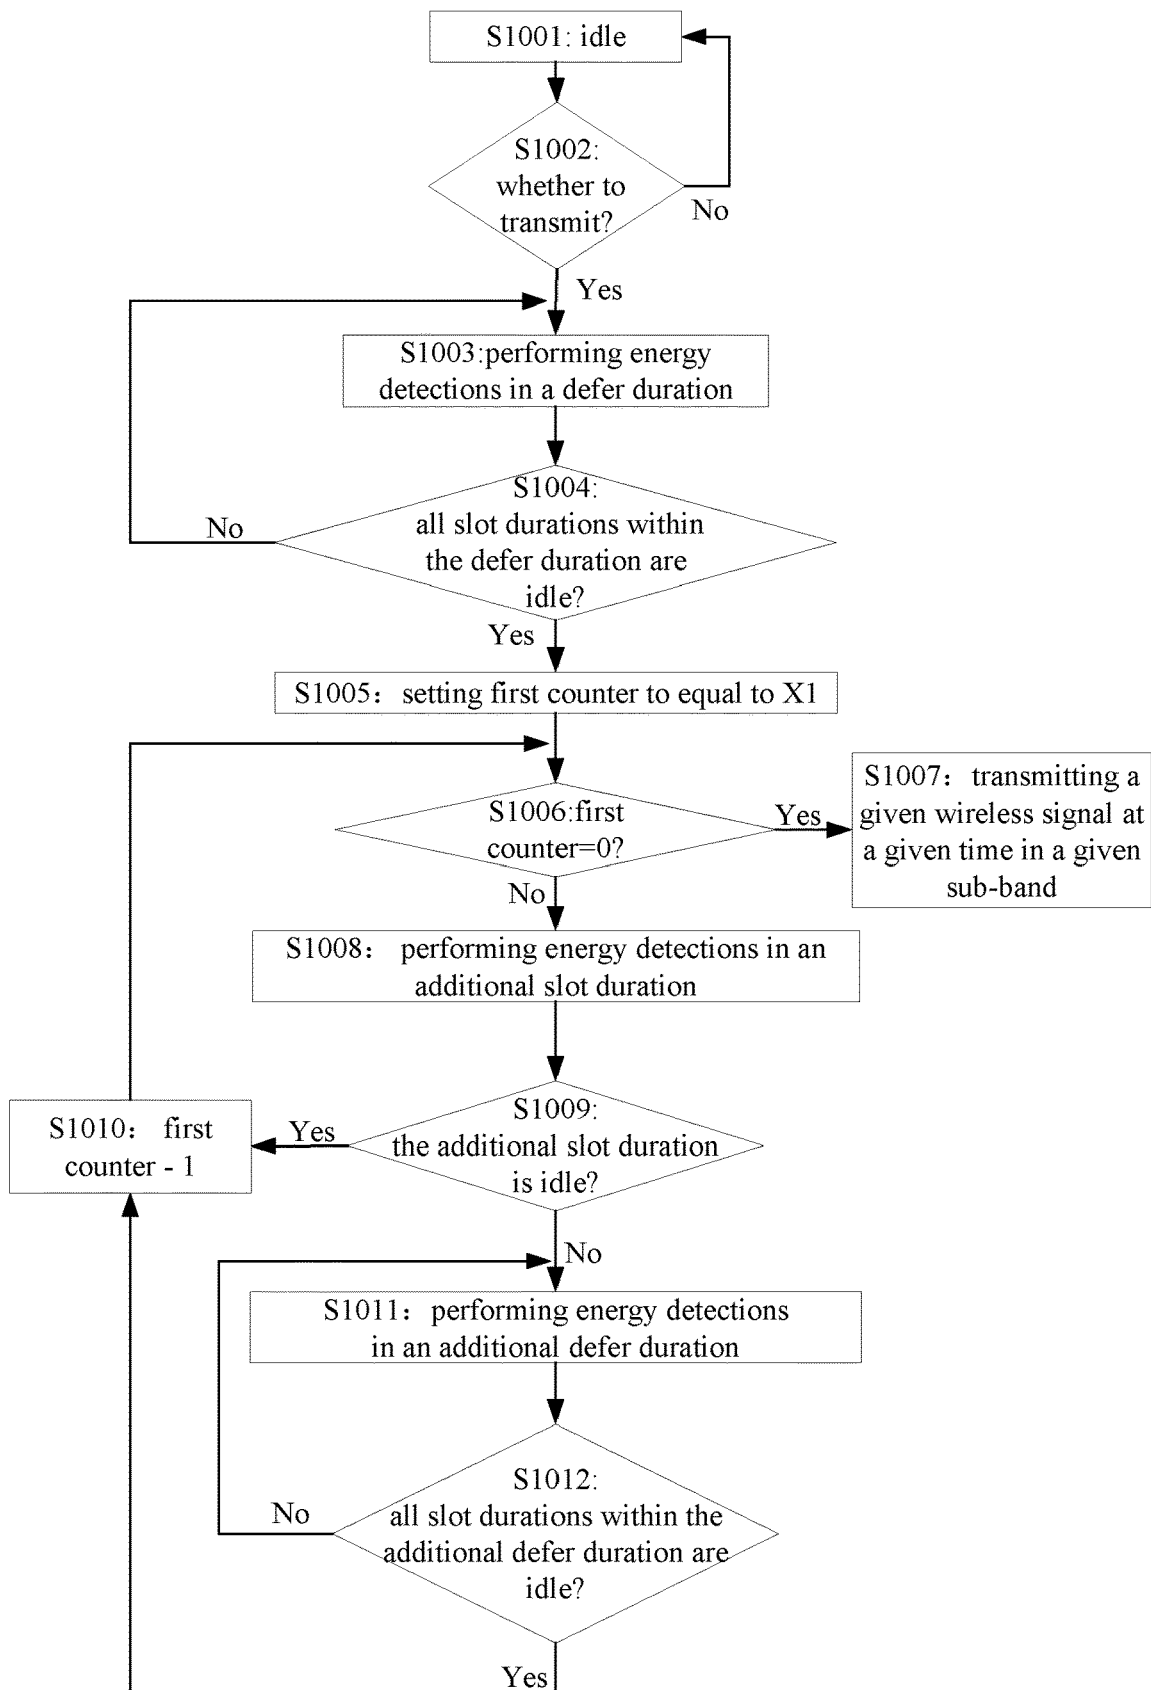 S1001: idle
S1002:
whether to
transmit?
No
Yes
S1003:performing energy
detections in a defer duration
S1004:
all slot durations within
the defer duration are
idle?
No
Yes
S1005： setting first counter to equal to X1
S1006:first
counter=0?
Yes
S1007： transmitting a
given wireless signal at
a given time in a given
sub-band
No
S1008： performing energy detections in an
additional slot duration
S1009:
the additional slot duration
is idle?
Yes
S1010： first
counter - 1
No
S1011： performing energy detections
in an additional defer duration
S1012:
all slot durations within the
additional defer duration are
idle?
No
Yes